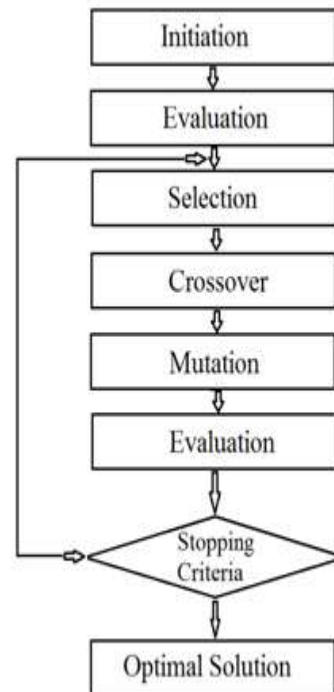 Initiation
Evaluation
Selection
Crossover
Mutation
Evaluation
Stopping
Criteria
Optimal Solution